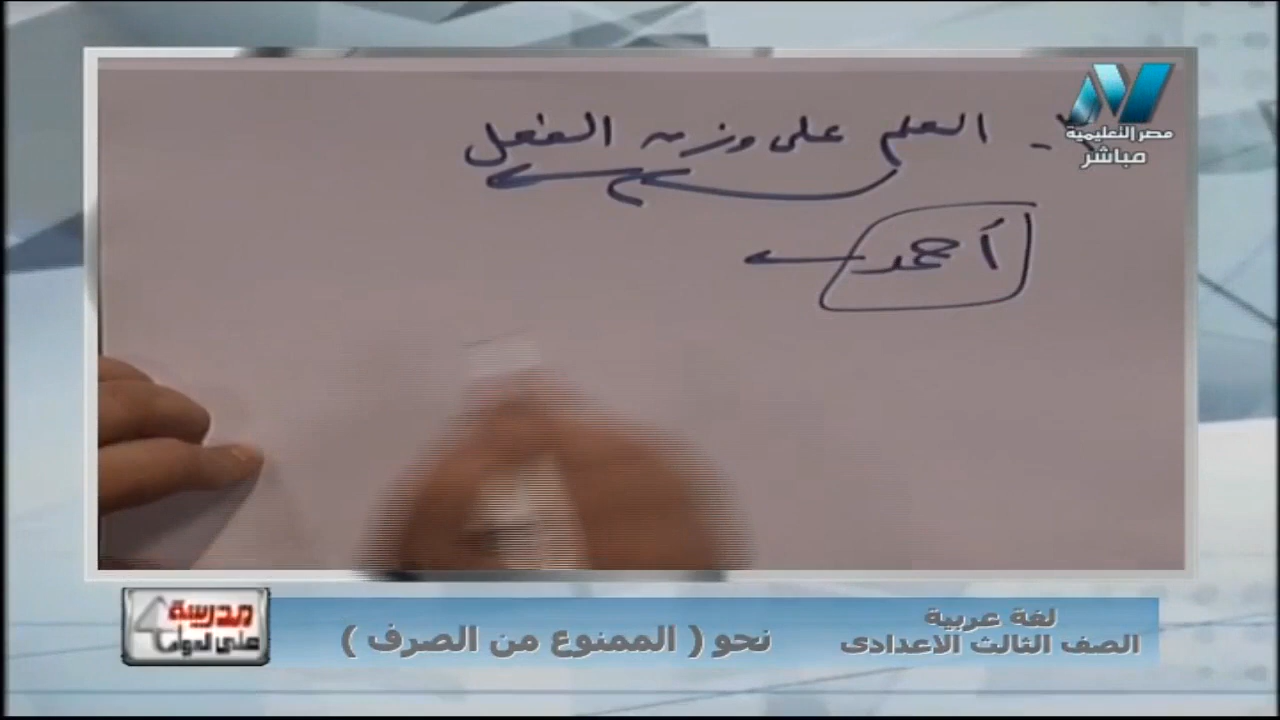 العلم على وزن الفعل
أحمد
مصر التعليمية
مباشر
لغة عربية
الصف الثالث الاعدادى
نحو ( الممنوع من الصرف )
مدرسة
على الهواء